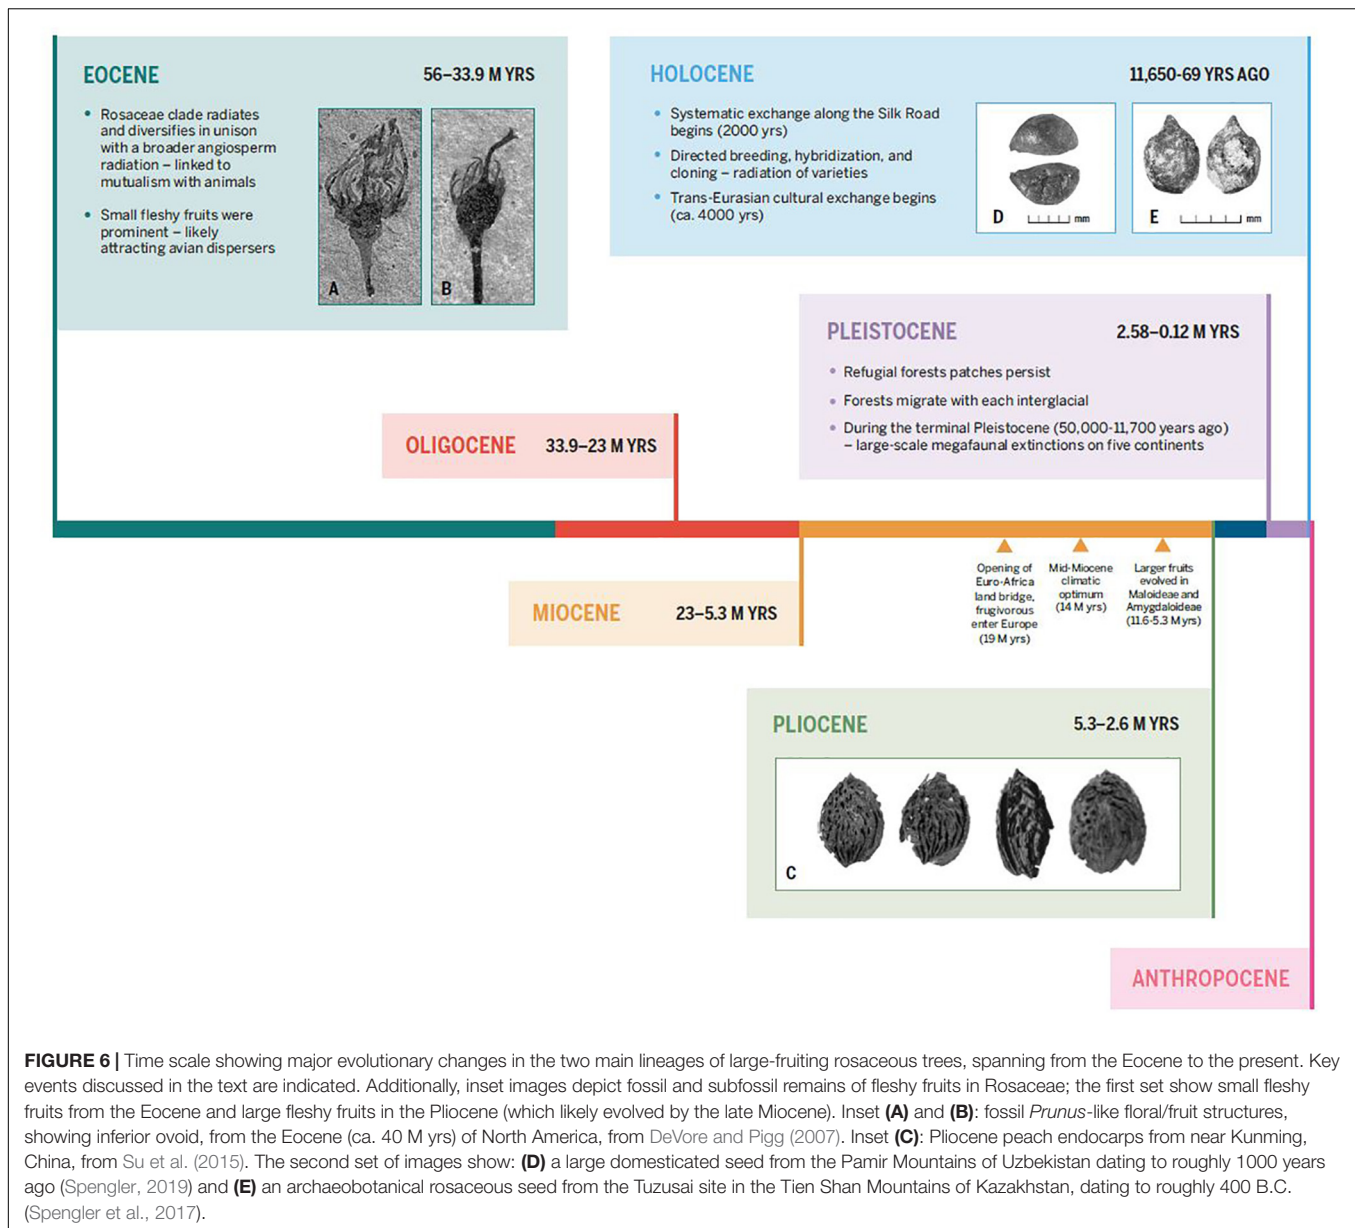 EOCENE
56–33.9 M YRS
• Rosaceae clade radiates
and diversifies in unison
with a broader angiosperm
radiation – linked to
mutualism with animals
• Small fleshy fruits were
prominent – likely
attracting avian dispersers
A
B
HOLOCENE
11,650-69 YRS AGO
• Systematic exchange along the Silk Road
begins (2000 yrs)
• Directed breeding, hybridization, and
cloning – radiation of varieties
• Trans-Eurasian cultural exchange begins
(ca. 4000 yrs)
D
mm
E
mm
PLEISTOCENE
2.58–0.12 M YRS
• Refugial forests patches persist
• Forests migrate with each interglacial
• During the terminal Pleistocene (50,000-11,700 years ago)
– large-scale megafaunal extinctions on five continents
OLIGOCENE
33.9–23 M YRS
MIOCENE
23–5.3 M YRS
Opening of
Euro-Africa
land bridge,
frugivorous
enter Europe
(19 M yrs)
Mid-Miocene
climatic
optimum
(14 M yrs)
Larger fruits
evolved in
Maloideae and
Amygdaloideae
(11.6-5.3 M yrs)
PLIOCENE
5.3–2.6 M YRS
C
ANTHROPOCENE
FIGURE 6 | Time scale showing major evolutionary changes in the two main lineages of large-fruiting rosaceous trees, spanning from the Eocene to the present. Key
events discussed in the text are indicated. Additionally, inset images depict fossil and subfossil remains of fleshy fruits in Rosaceae; the first set show small fleshy
fruits from the Eocene and large fleshy fruits in the Pliocene (which likely evolved by the late Miocene). Inset (A) and (B): fossil Prunus-like floral/fruit structures,
showing inferior ovoid, from the Eocene (ca. 40 M yrs) of North America, from DeVore and Pigg (2007). Inset (C): Pliocene peach endocarps from near Kunming,
China, from Su et al. (2015). The second set of images show: (D) a large domesticated seed from the Pamir Mountains of Uzbekistan dating to roughly 1000 years
ago (Spengler, 2019) and (E) an archaeobotanical rosaceous seed from the Tuzusai site in the Tien Shan Mountains of Kazakhstan, dating to roughly 400 B.C.
(Spengler et al., 2017).